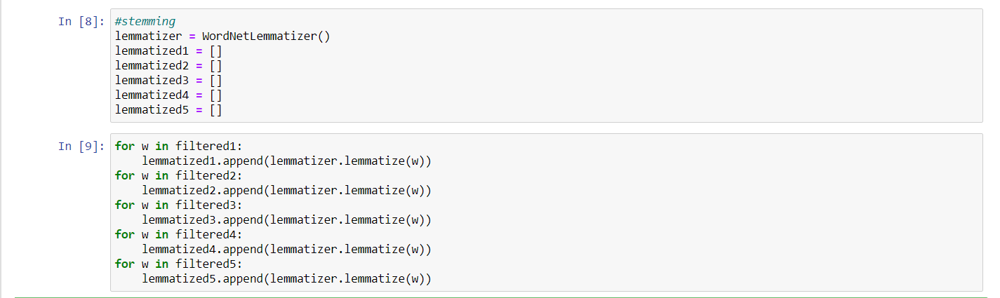 In [8]: #stemming
lemmatizer = WordNetLemmatizer()
lemmatized1 = []
lemmatized2 = []
lemmatized3 = []
lemmatized4 = []
lemmatized5 = []
In [9]: for w in filtered1:
    lemmatized1.append(lemmatizer.lemmatize(w))
for w in filtered2:
    lemmatized2.append(lemmatizer.lemmatize(w))
for w in filtered3:
    lemmatized3.append(lemmatizer.lemmatize(w))
for w in filtered4:
    lemmatized4.append(lemmatizer.lemmatize(w))
for w in filtered5:
    lemmatized5.append(lemmatizer.lemmatize(w))